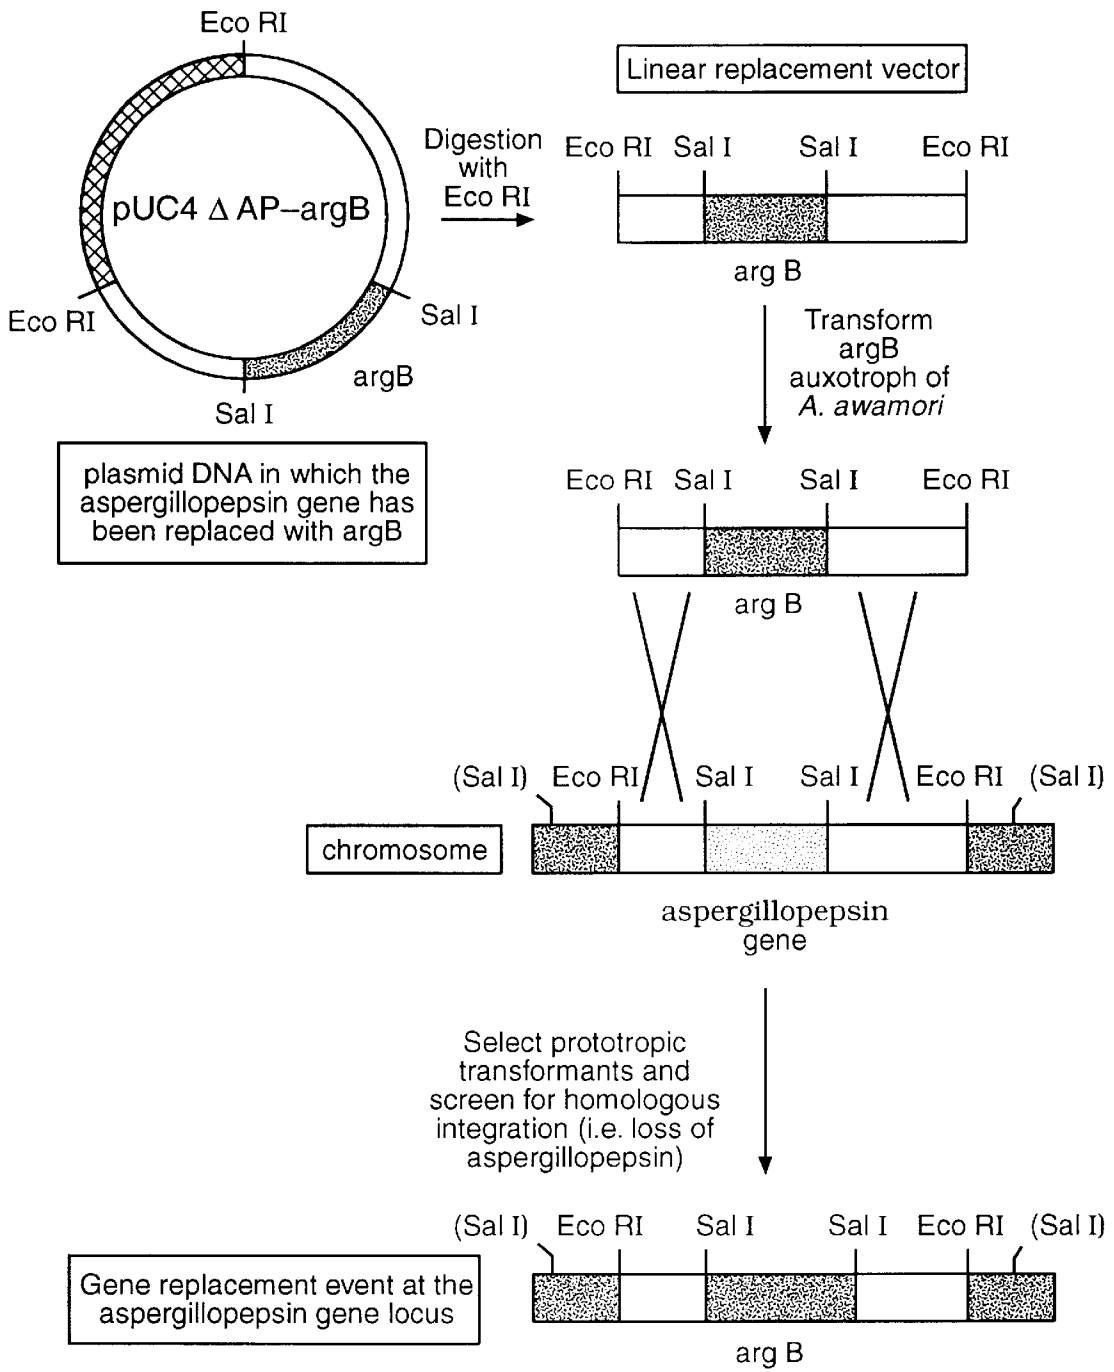 Eco RI
pUC4 Δ AP–argB
Eco RI
Sal I
argB
Sal I
plasmid DNA in which the
aspergillopepsin gene has
been replaced with argB
Digestion
with
Eco RI
Linear replacement vector
Eco RI Sal I Sal I Eco RI
arg B
Transform
argB
auxotroph of
A. awamori
Eco RI Sal I Sal I Eco RI
arg B
(Sal I) Eco RI Sal I Sal I Eco RI (Sal I)
chromosome
aspergillopepsin
gene
Select prototropic
transformants and
screen for homologous
integration (i.e. loss of
aspergillopepsin)
(Sal I) Eco RI Sal I Sal I Eco RI (Sal I)
Gene replacement event at the
aspergillopepsin gene locus
arg B